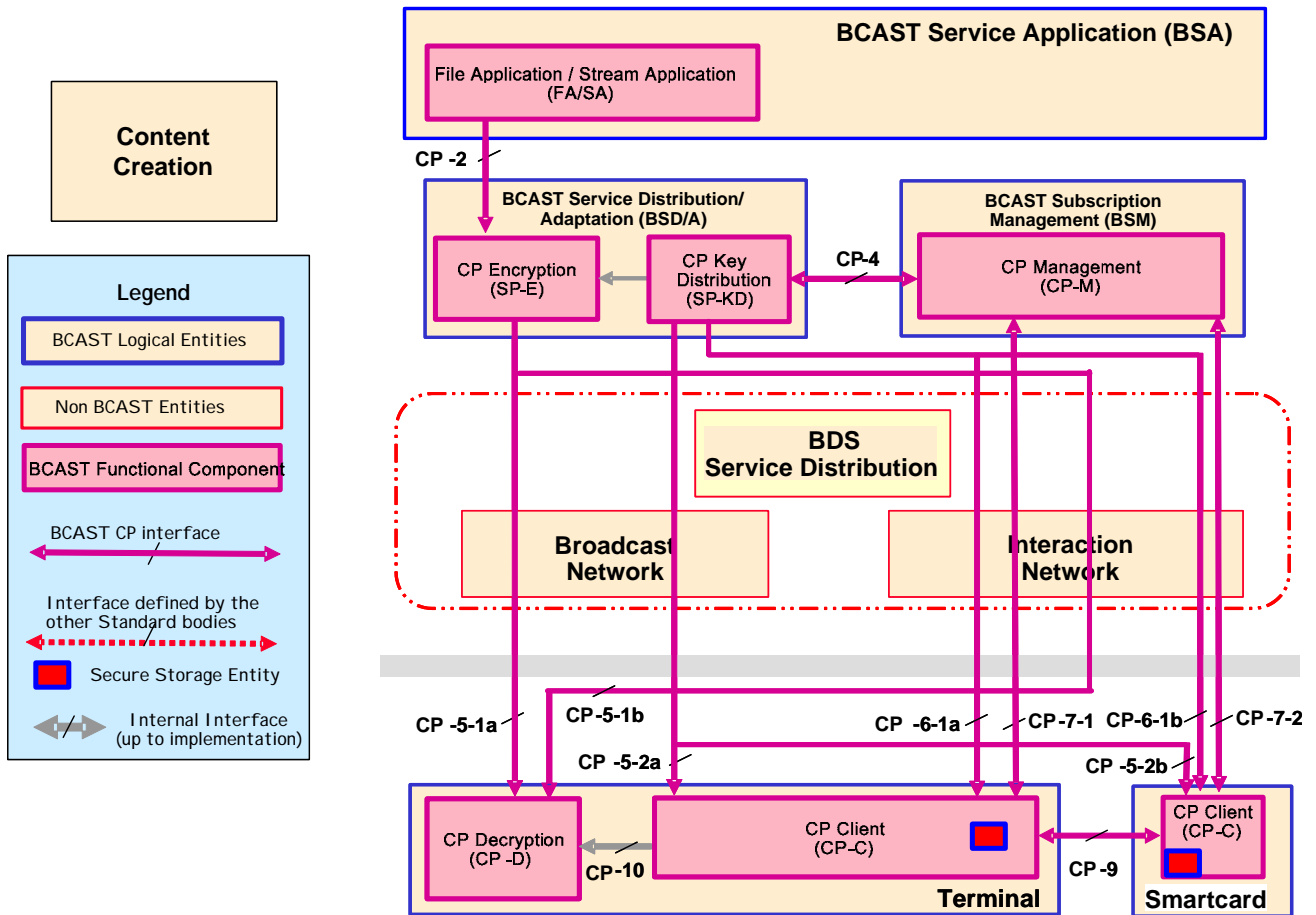 BCAST Service Application (BSA)
File Application / Stream Application
(FA/SA)
Content
Creation
CP -2
BCAST Service Distribution/
Adaptation (BSD/A)
BCAST Subscription
Management (BSM)
CP Encryption
(SP-E)
CP Key
Distribution
(SP-KD)
CP-4
CP Management
(CP-M)
Legend
BCAST Logical Entities
Non BCAST Entities
BCAST Functional Component
BCAST CP interface
Interface defined by the
other Standard bodies
Secure Storage Entity
Internal Interface
(up to implementation)
BDS
Service Distribution
Broadcast
Network
Interaction
Network
CP -5-1a
CP-5-1b
CP -6-1a
CP -7-1
CP-6-1b
CP -7-2
CP -5-2a
CP -5-2b
CP Decryption
(CP -D)
CP-10
CP Client
(CP-C)
CP -9
CP Client
(CP-C)
Terminal
Smartcard